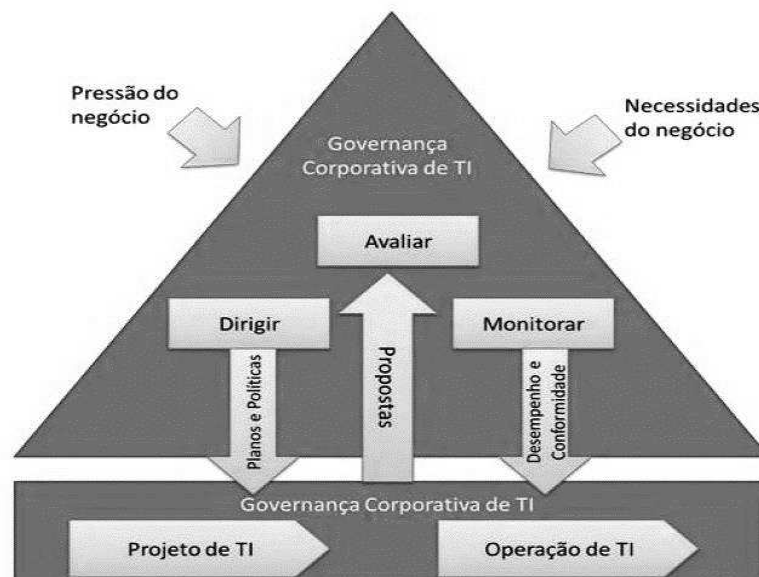 Pressão do
negócio
Necessidades
do negócio
Governança
Corporativa de TI
Avaliar
Dirigir
Monitorar
Planos e Políticas
Propostas
Desempenho e
Conformidade
Governança Corporativa de TI
Projeto de TI
Operação de TI